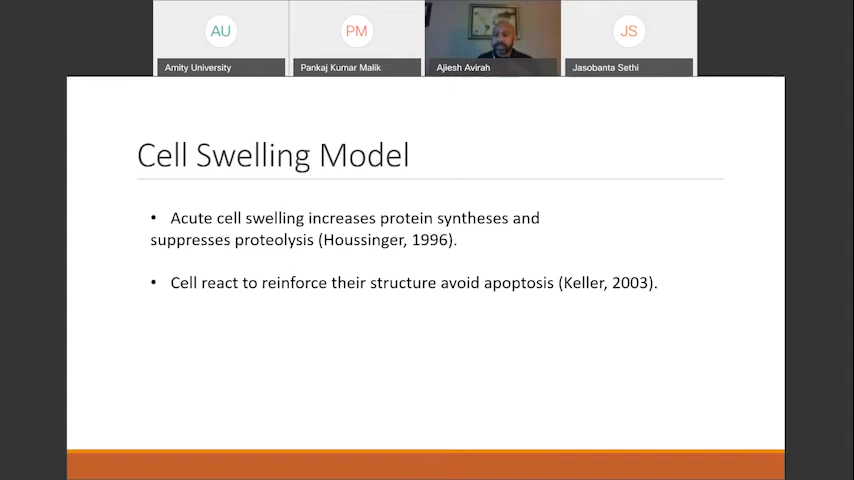 AU
PM
JS
Amity University
Pankaj Kumar Malik
Ajiesh Avirah
Jasobanta Sethi
Cell Swelling Model
• Acute cell swelling increases protein syntheses and
suppresses proteolysis (Houssinger, 1996).
• Cell react to reinforce their structure avoid apoptosis (Keller, 2003).